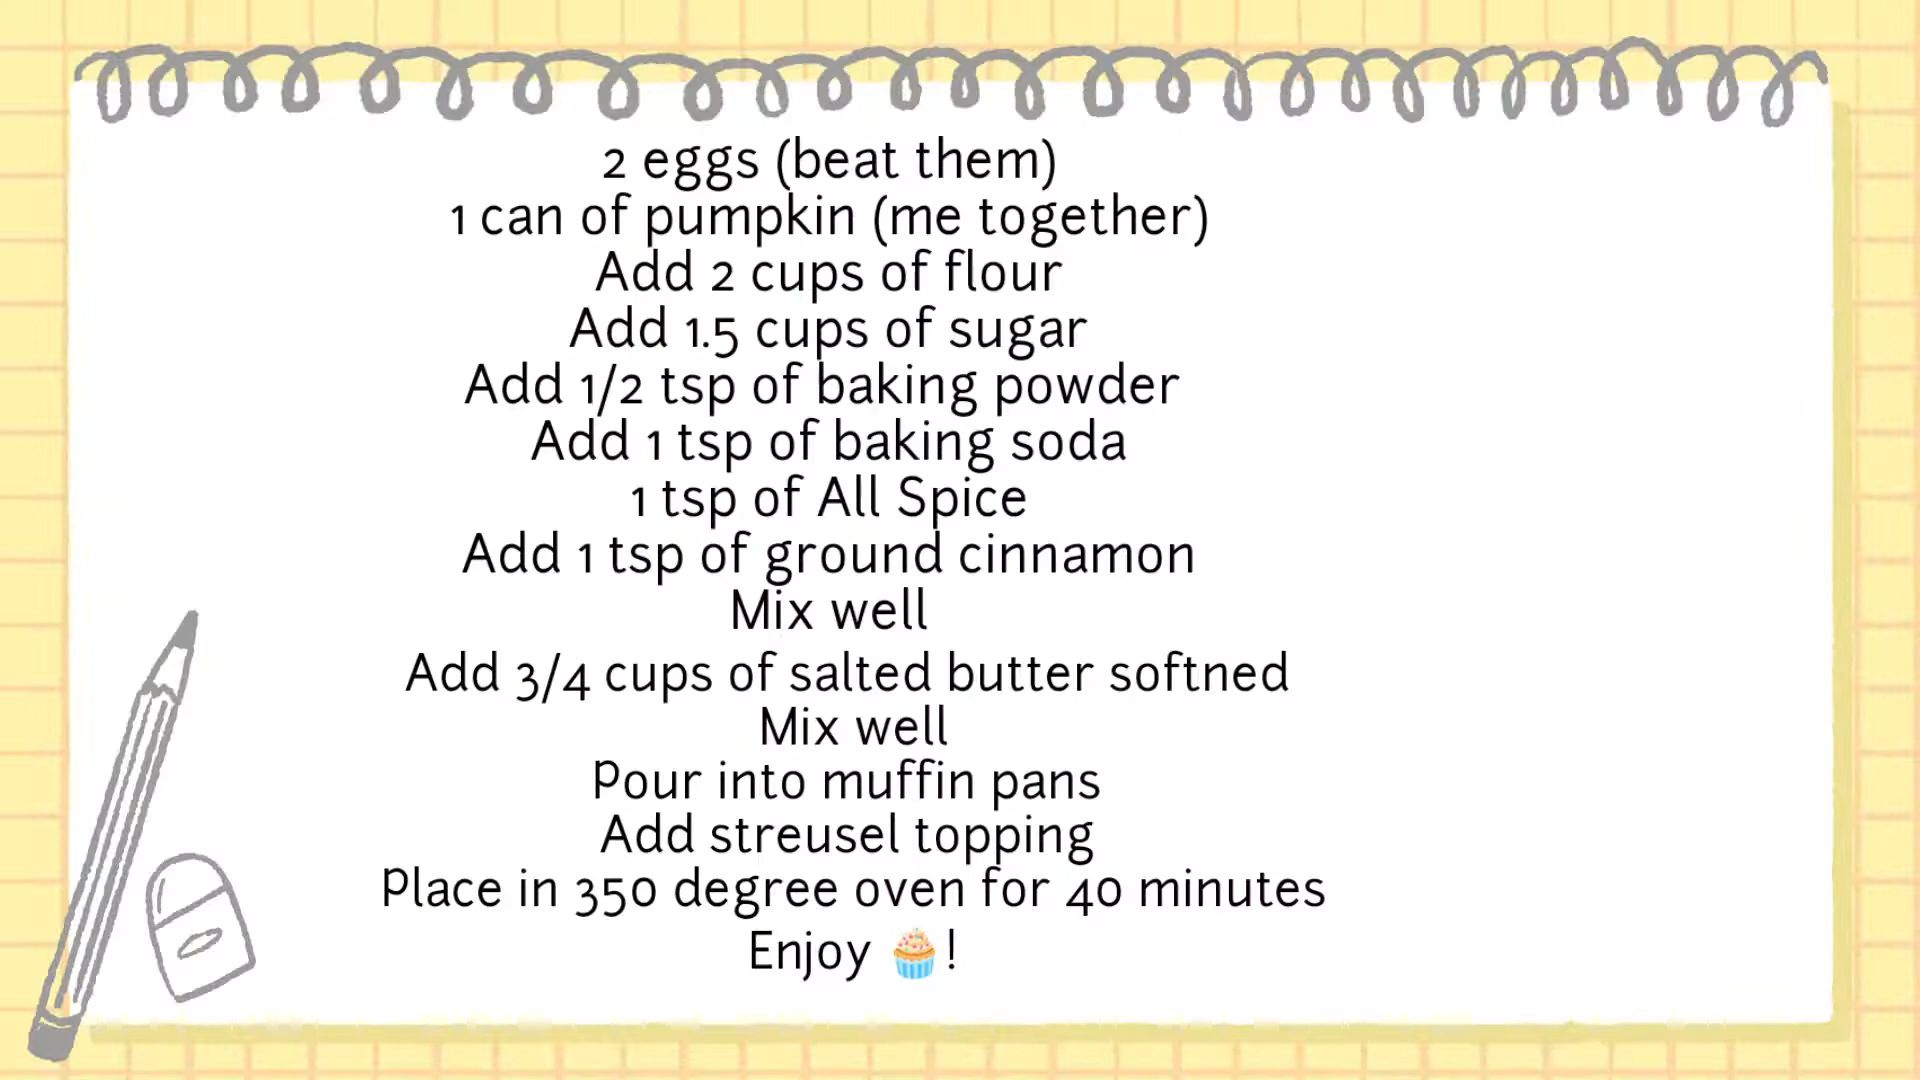 2 eggs (beat them)
1 can of pumpkin (me together)
Add 2 cups of flour
Add 1.5 cups of sugar
Add 1/2 tsp of baking powder
Add 1 tsp of baking soda
1 tsp of All Spice
Add 1 tsp of ground cinnamon
Mix well
Add 3/4 cups of salted butter softned
Mix well
Pour into muffin pans
Add streusel topping
Place in 350 degree oven for 40 minutes
Enjoy 🧁!